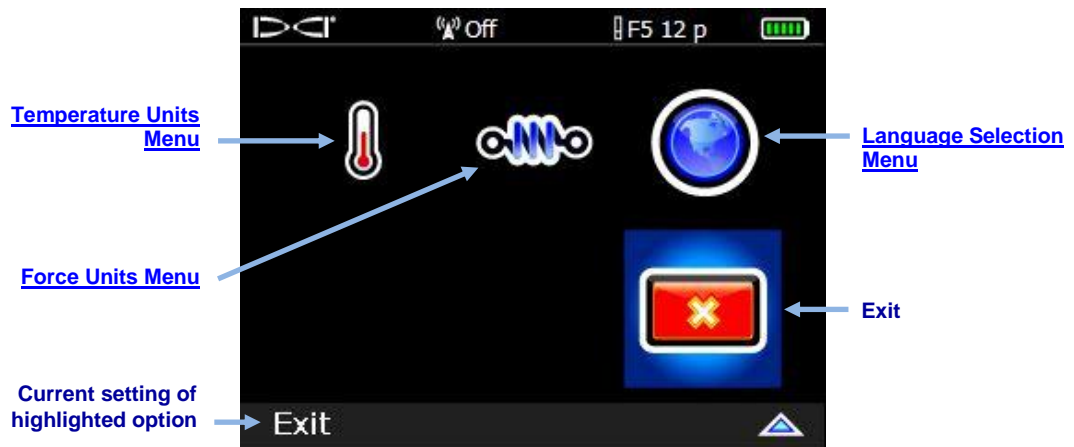 DCI Off F5 12 p
Temperature Units
Menu
Language Selection
Menu
Force Units Menu
Exit
Current setting of
highlighted option
Exit